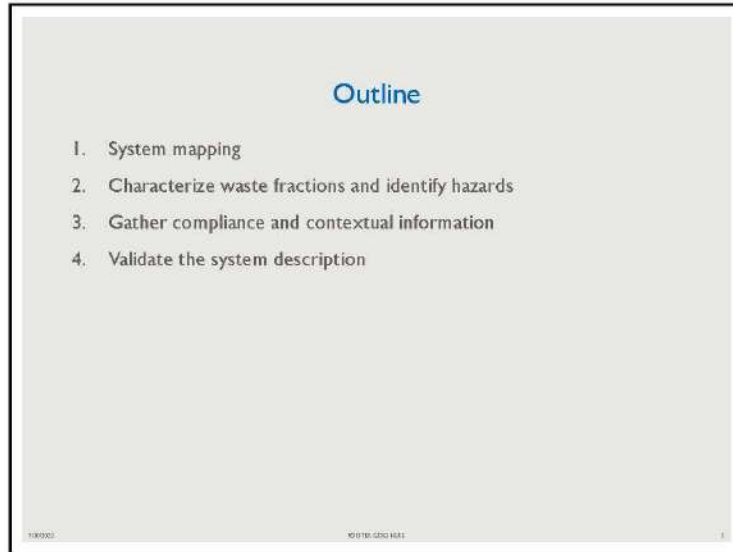 Outline
1. System mapping
2. Characterize waste fractions and identify hazards
3. Gather compliance and contextual information
4. Validate the system description